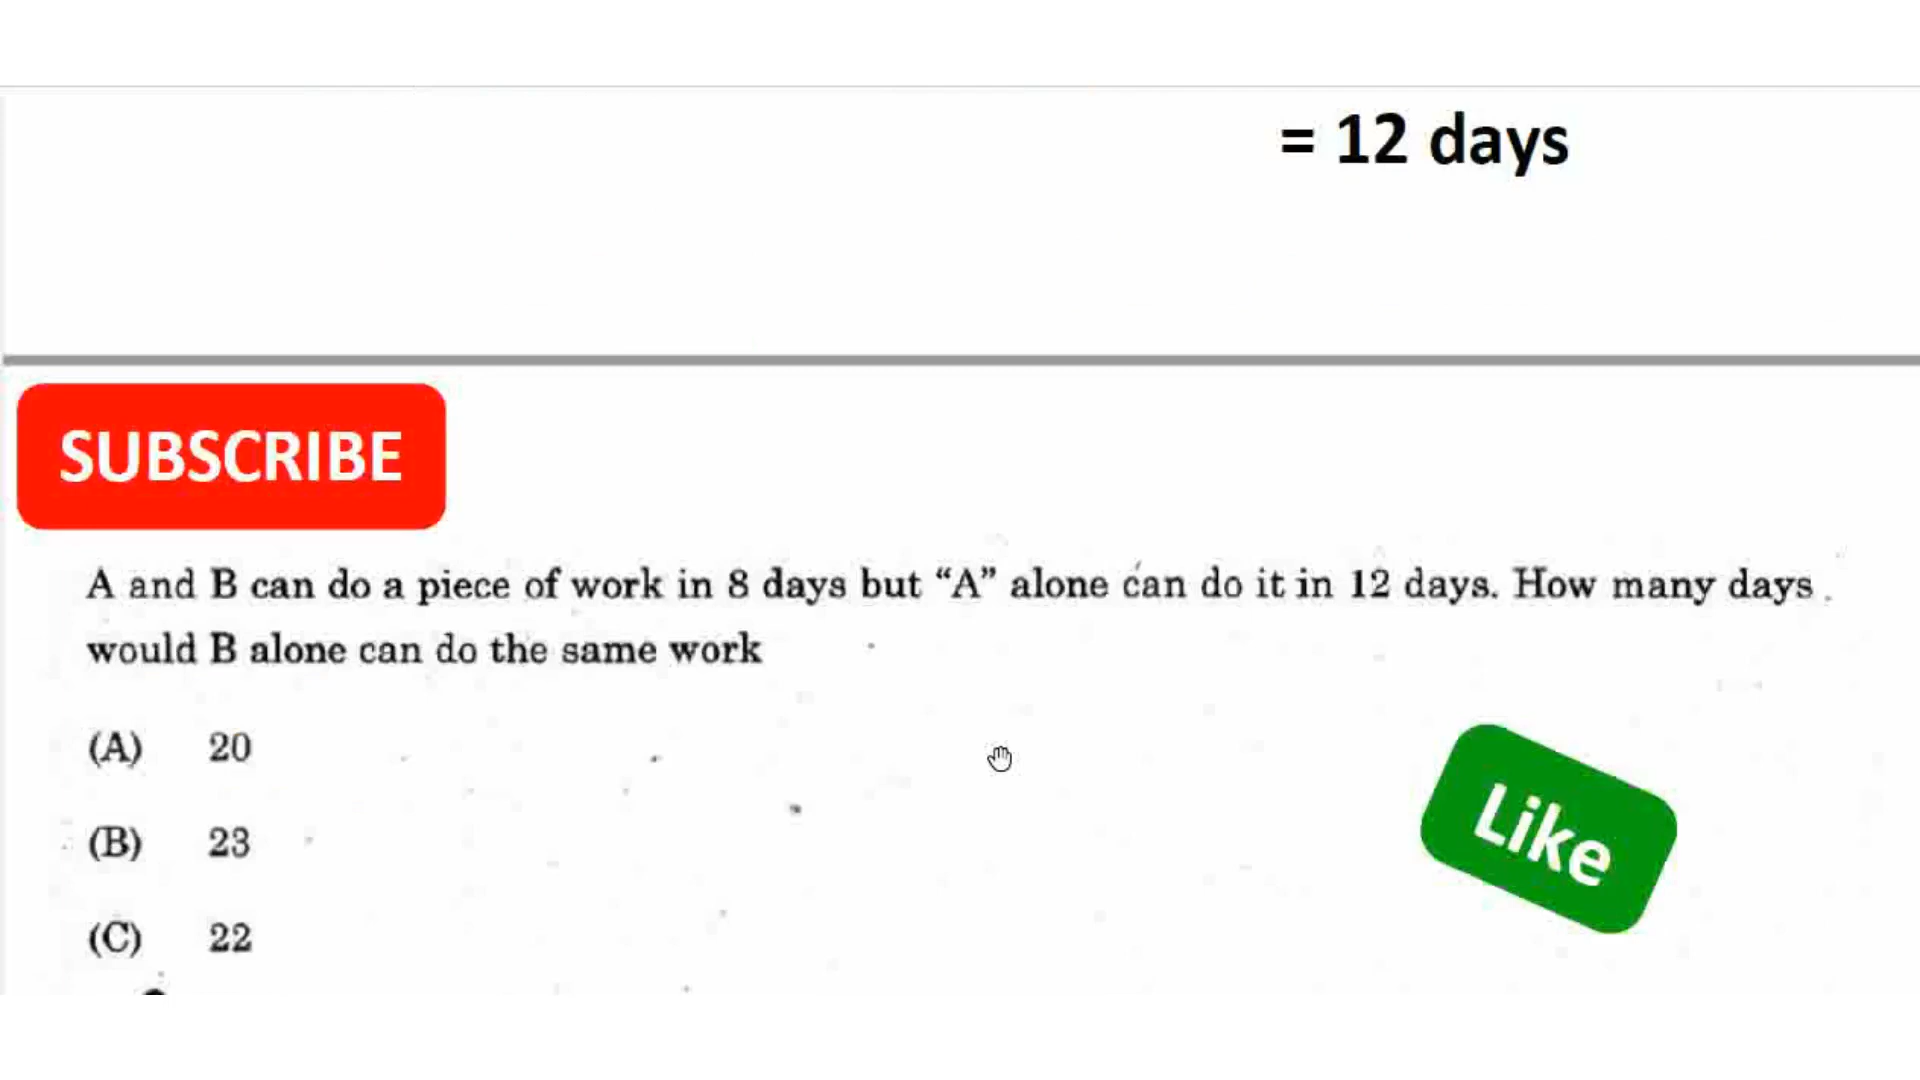 = 12 days
SUBSCRIBE
A and B can do a piece of work in 8 days but “A” alone can do it in 12 days. How many days
would B alone can do the same work
(A) 20
(B) 23
(C) 22
Like